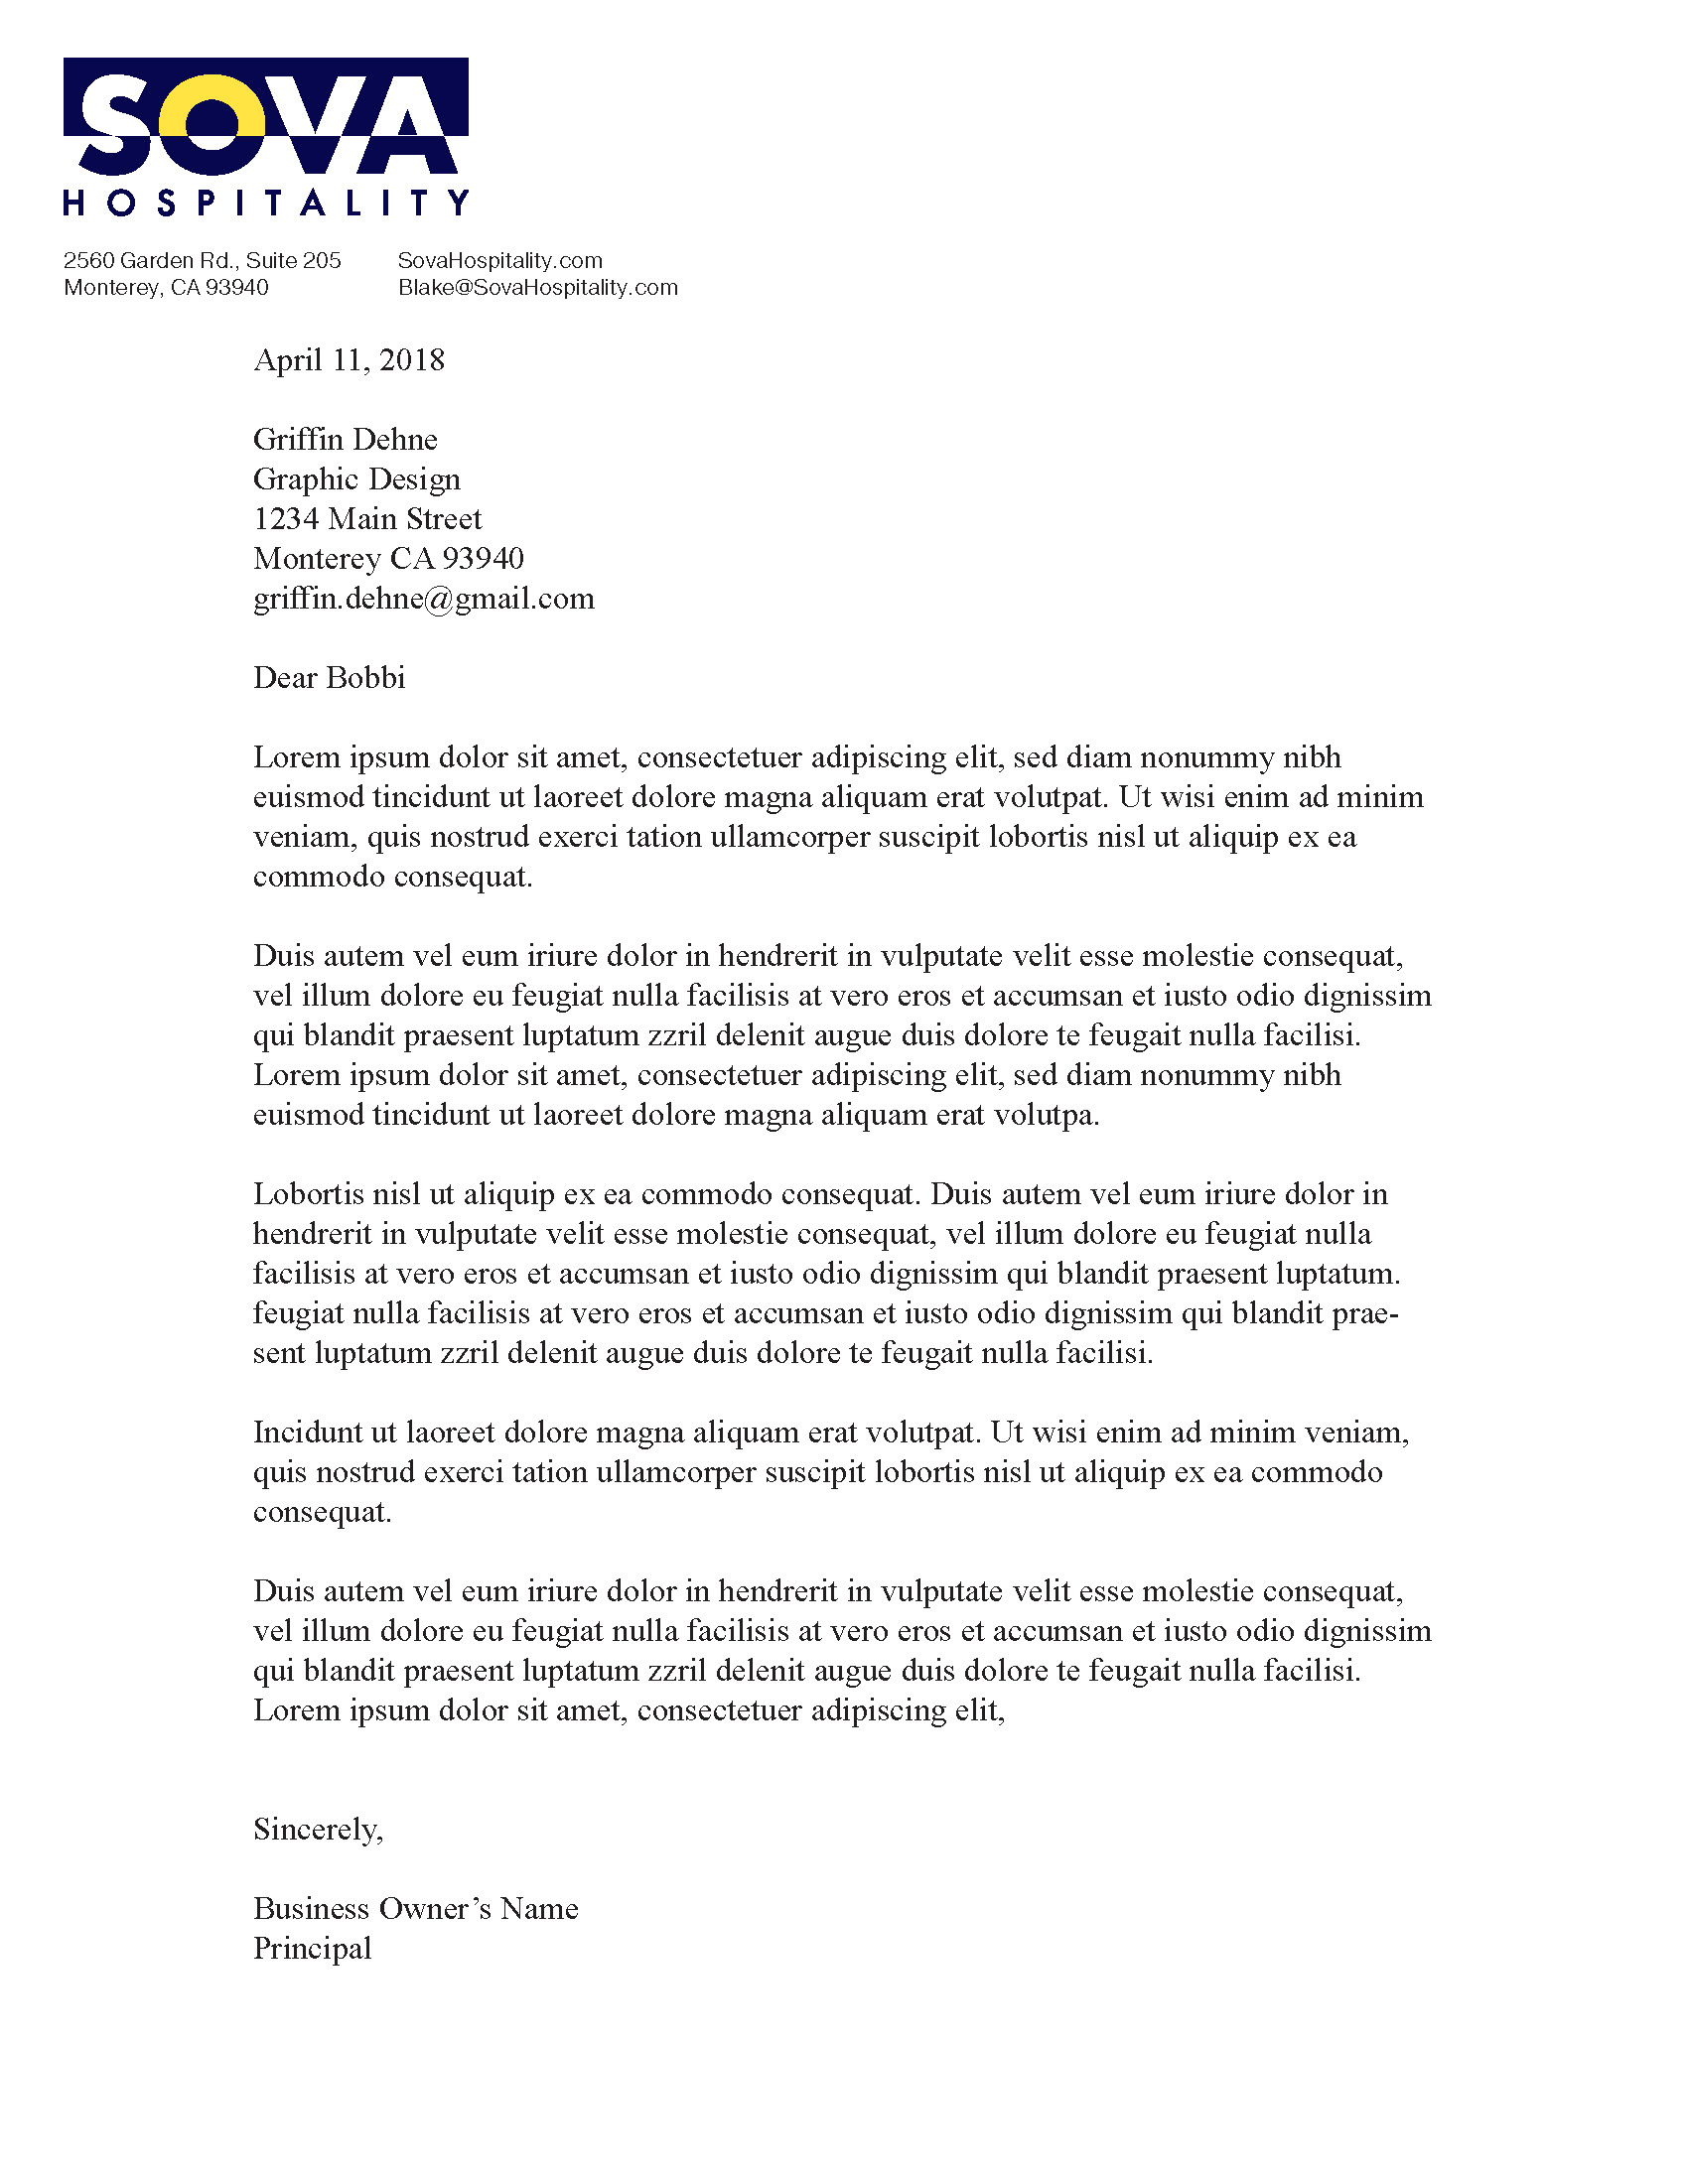 SOVA
HOSPITALITY
2560 Garden Rd., Suite 205
Monterey, CA 93940
SovaHospitality.com
Blake@SovaHospitality.com
April 11, 2018
Griffin Dehne
Graphic Design
1234 Main Street
Monterey CA 93940
griffin.dehne@gmail.com
Dear Bobbi
Lorem ipsum dolor sit amet, consectetuer adipiscing elit, sed diam nonummy nibh
euismod tincidunt ut laoreet dolore magna aliquam erat volutpat. Ut wisi enim ad minim
veniam, quis nostrud exerci tation ullamcorper suscipit lobortis nisl ut aliquip ex ea
commodo consequat.
Duis autem vel eum iriure dolor in hendrerit in vulputate velit esse molestie consequat,
vel illum dolore eu feugiat nulla facilisis at vero eros et accumsan et iusto odio dignissim
qui blandit praesent luptatum zzril delenit augue duis dolore te feugait nulla facilisi.
Lorem ipsum dolor sit amet, consectetuer adipiscing elit, sed diam nonummy nibh
euismod tincidunt ut laoreet dolore magna aliquam erat volutpa.
Lobortis nisl ut aliquip ex ea commodo consequat. Duis autem vel eum iriure dolor in
hendrerit in vulputate velit esse molestie consequat, vel illum dolore eu feugiat nulla
facilisis at vero eros et accumsan et iusto odio dignissim qui blandit praesent luptatum.
feugiat nulla facilisis at vero eros et accumsan et iusto odio dignissim qui blandit prae-
sent luptatum zzril delenit augue duis dolore te feugait nulla facilisi.
Incidunt ut laoreet dolore magna aliquam erat volutpat. Ut wisi enim ad minim veniam,
quis nostrud exerci tation ullamcorper suscipit lobortis nisl ut aliquip ex ea commodo
consequat.
Duis autem vel eum iriure dolor in hendrerit in vulputate velit esse molestie consequat,
vel illum dolore eu feugiat nulla facilisis at vero eros et accumsan et iusto odio dignissim
qui blandit praesent luptatum zzril delenit augue duis dolore te feugait nulla facilisi.
Lorem ipsum dolor sit amet, consectetuer adipiscing elit,
Sincerely,
Business Owner’s Name
Principal